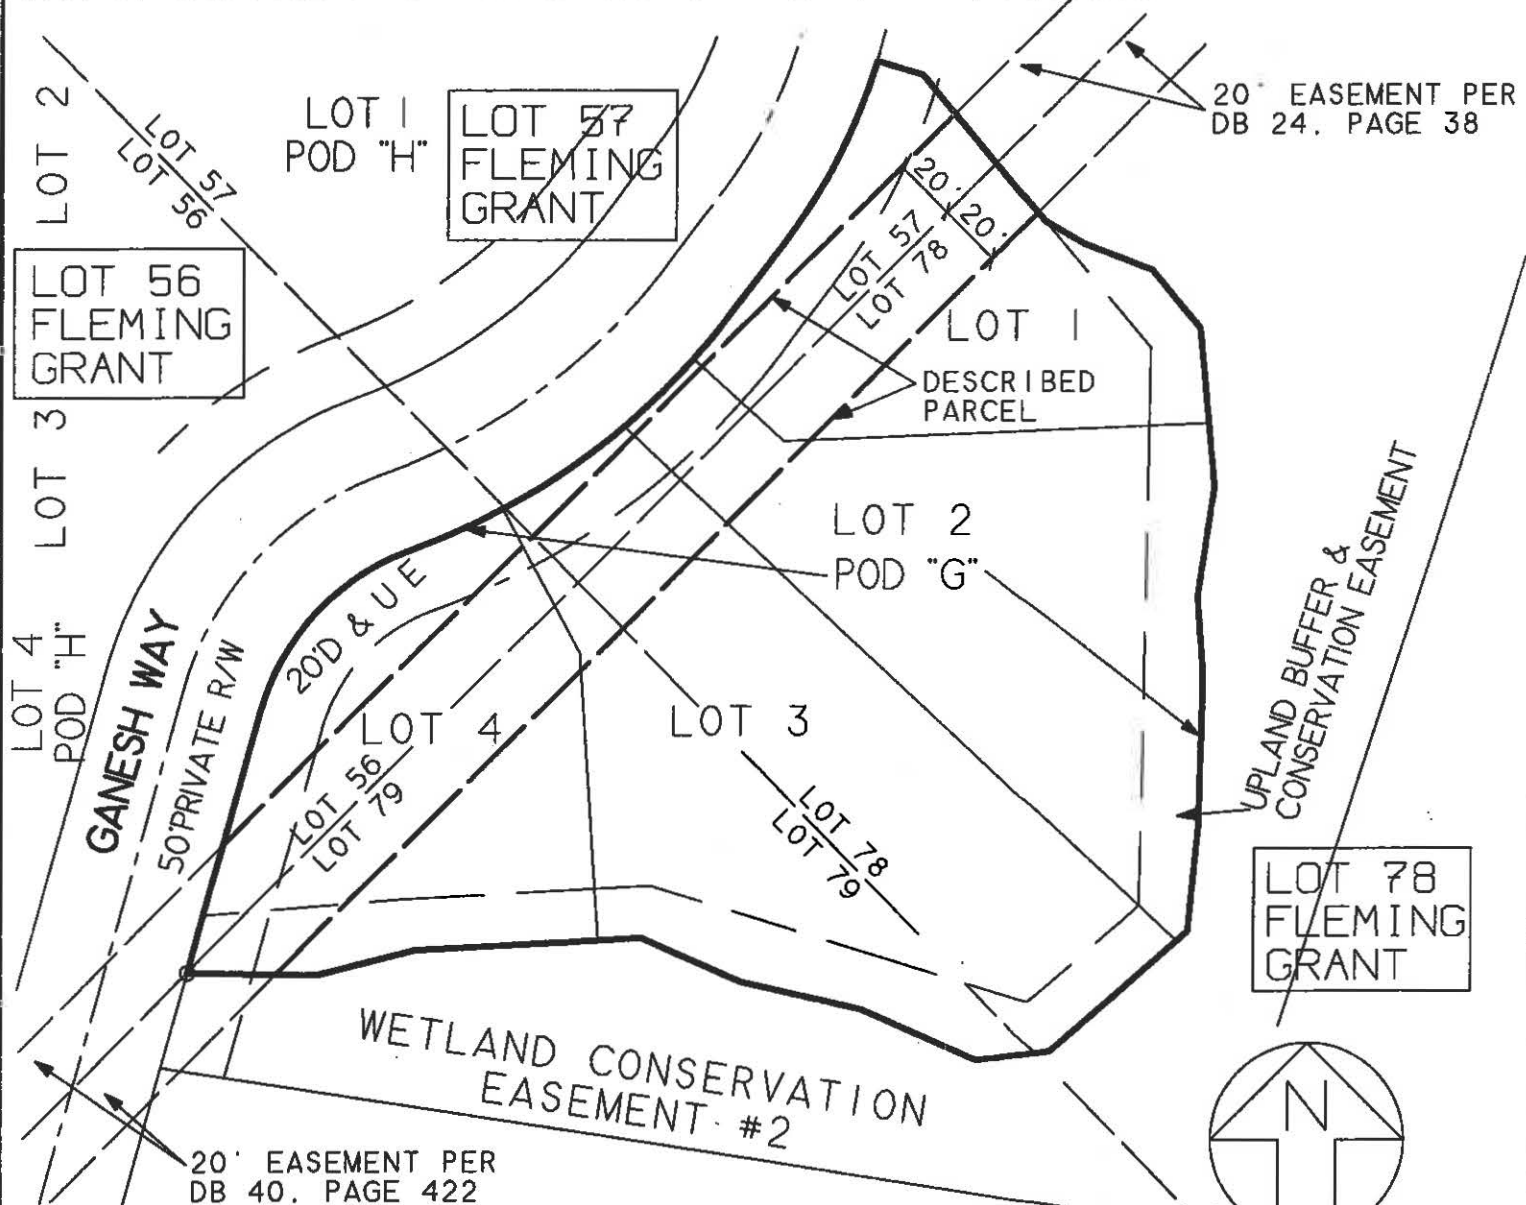 LOT 2
LOT 57
LOT 56
LOT 1
POD "H"
LOT 57
FLEMING
GRANT
20' EASEMENT PER
DB 24, PAGE 38
20'
20'
LOT 57
LOT 78
LOT 56
FLEMING
GRANT
LOT 1
DESCRIBED
PARCEL
LOT 3
LOT 2
POD "G"
UPLAND BUFFER &
CONSERVATION EASEMENT
20'D & U E
LOT 4
POD "H"
GANESH WAY
50'PRIVATE R/W
LOT 4
LOT 3
LOT 56
LOT 79
LOT 78
LOT 79
LOT 78
FLEMING
GRANT
WETLAND CONSERVATION
EASEMENT #2
N
20' EASEMENT PER
DB 40, PAGE 422